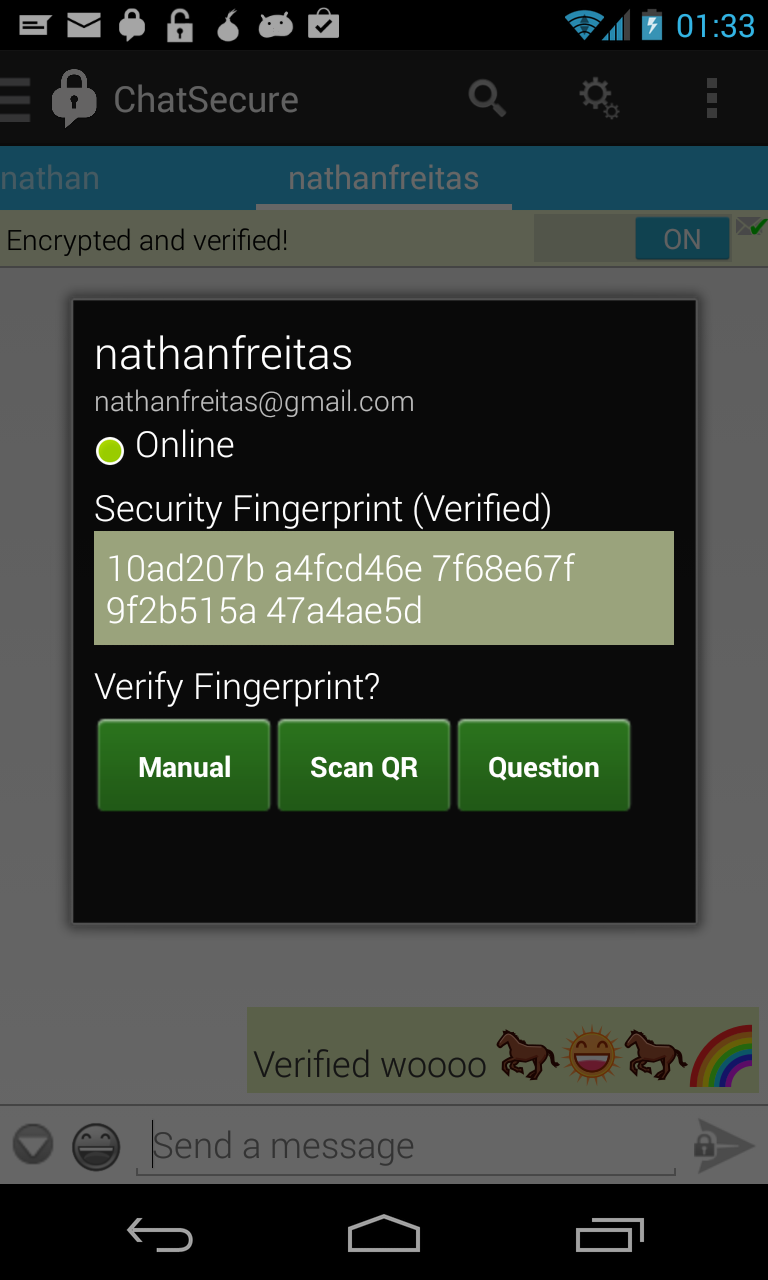 01:33
ChatSecure
nathan
nathanfreitas
Encrypted and verified!
ON
nathanfreitas
nathanfreitas@gmail.com
Online
Security Fingerprint (Verified)
10ad207b a4fcd46e 7f68e67f
9f2b515a 47a4ae5d
Verify Fingerprint?
Manual
Scan QR
Question
Verified woooo
Send a message